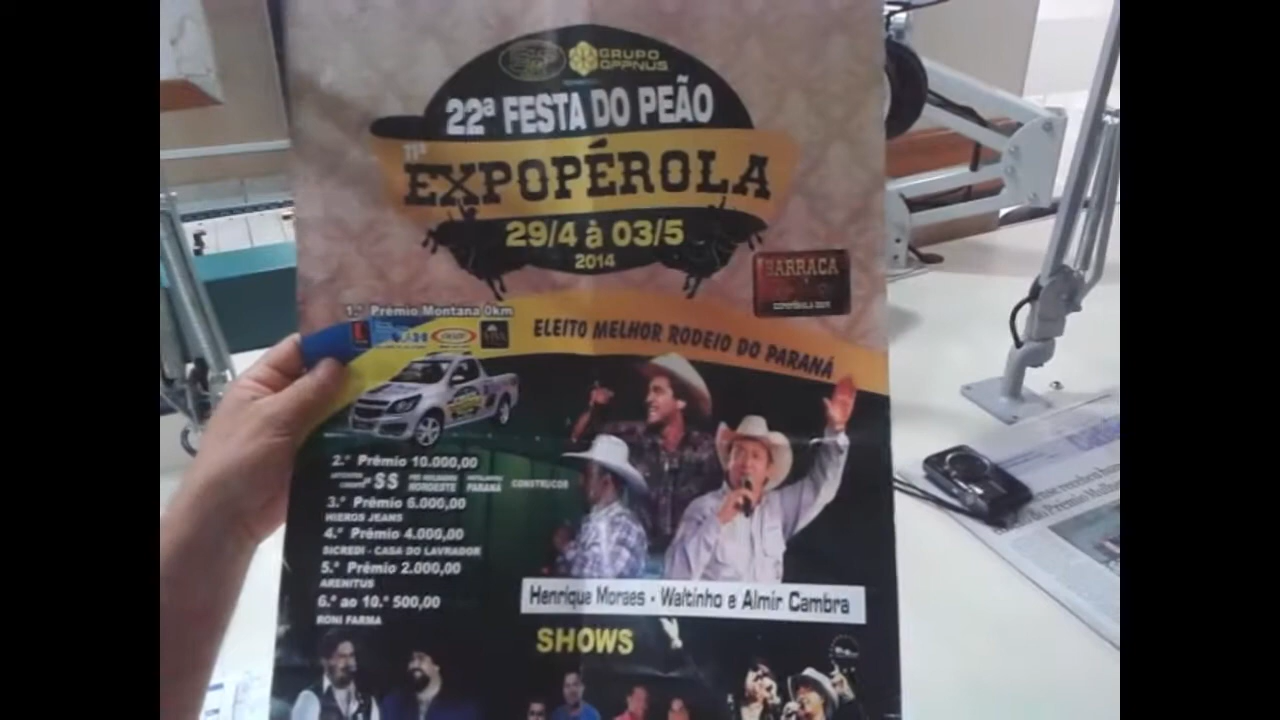 GRUPO
OPPNUS
22ª FESTA DO PEÃO
11ª
EXPOPÉROLA
29/4 à 03/5
2014
BARRACA
1.º Prêmio Montana 0km
ELEITO MELHOR RODEIO DO PARANÁ
2.º Prêmio 10.000,00
$$
NORDESTE
PARANÁ
3.º Prêmio 6.000,00
HIEROS JEANS
4.º Prêmio 4.000,00
SICREDI - CASA DO LAVRADOR
5.º Prêmio 2.000,00
ARENITUS
6.º ao 10.º 500,00
RONI FARMA
Henrique Moraes - Waltinho e Almir Cambra
SHOWS